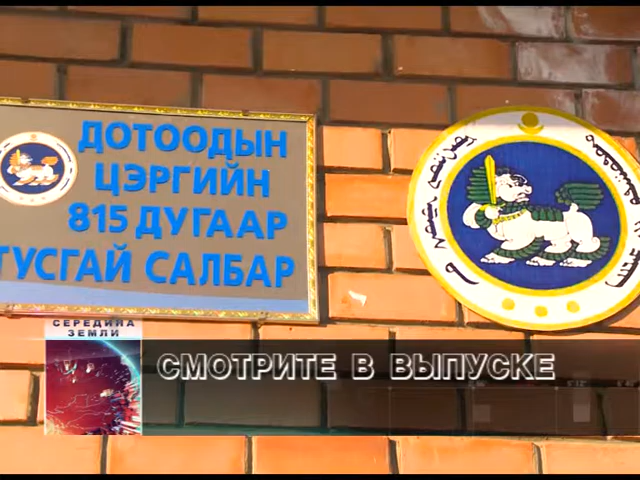 ДОТООДЫН
ЦЭРГИЙН
815 ДУГААР
ТУСГАЙ САЛБАР
СЕРЕДИНА
ЗЕМЛИ
СМОТРИТЕ В ВЫПУСКЕ